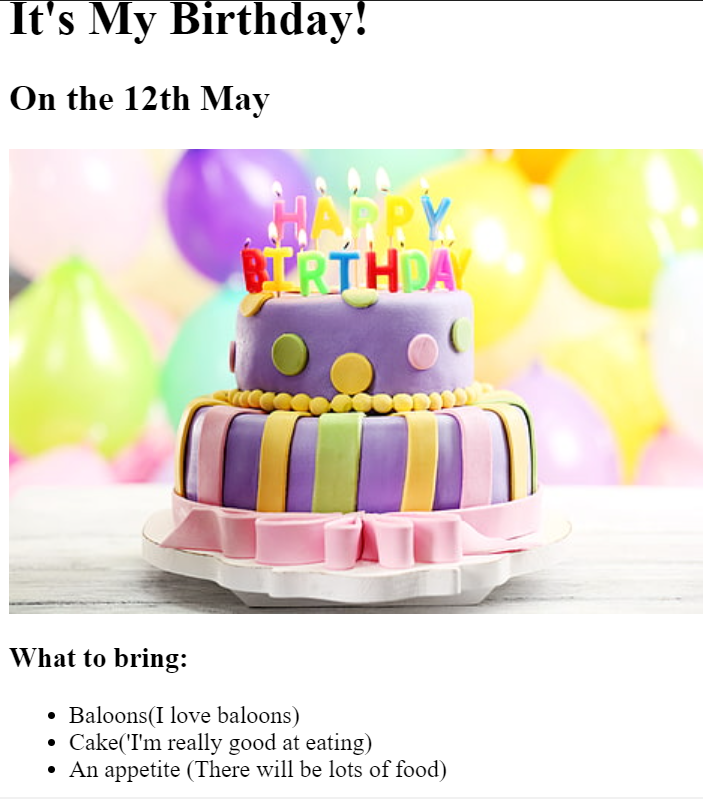 It's My Birthday!
On the 12th May
HAPPY
BIRTHDAY
What to bring:
Baloons(I love baloons)
Cake('I'm really good at eating)
An appetite (There will be lots of food)